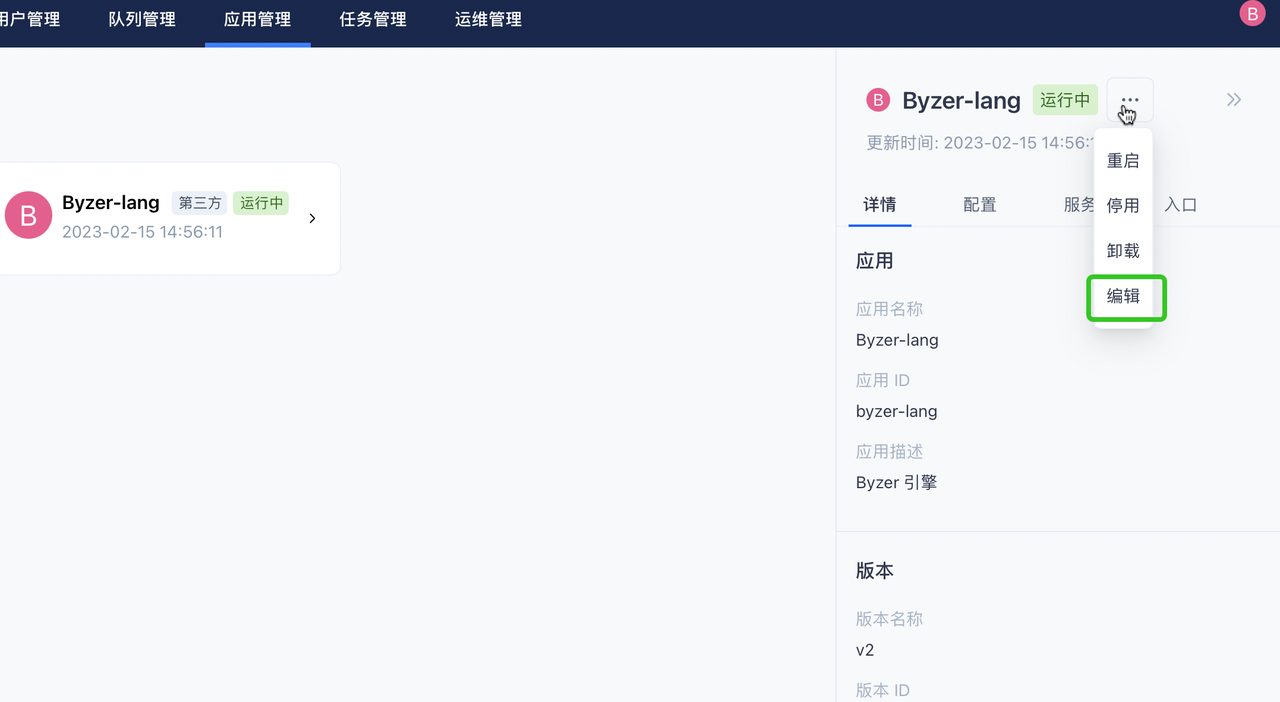 用户管理 队列管理 应用管理 任务管理 运维管理 B
B Byzer-lang 运行中 ...
更新时间: 2023-02-15 14:56:
B Byzer-lang 第三方 运行中
2023-02-15 14:56:11
重启
停用
卸载
编辑
详情 配置 服务 入口
应用
应用名称
Byzer-lang
应用 ID
byzer-lang
应用描述
Byzer 引擎
版本
版本名称
v2
版本 ID